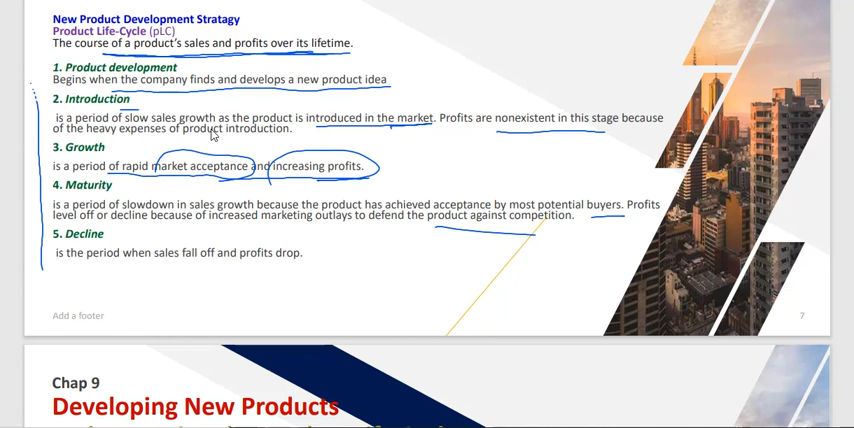 New Product Development Stratagy
Product Life-Cycle (pLC)
The course of a product's sales and profits over its lifetime.
1. Product development
Begins when the company finds and develops a new product idea
2. Introduction
is a period of slow sales growth as the product is introduced in the market. Profits are nonexistent in this stage because
of the heavy expenses of product introduction.
3. Growth
is a period of rapid market acceptance and increasing profits.
4. Maturity
is a period of slowdown in sales growth because the product has achieved acceptance by most potential buyers. Profits
level off or decline because of increased marketing outlays to defend the product against competition.
5. Decline
is the period when sales fall off and profits drop.
Add a footer
7
Chap 9
Developing New Products